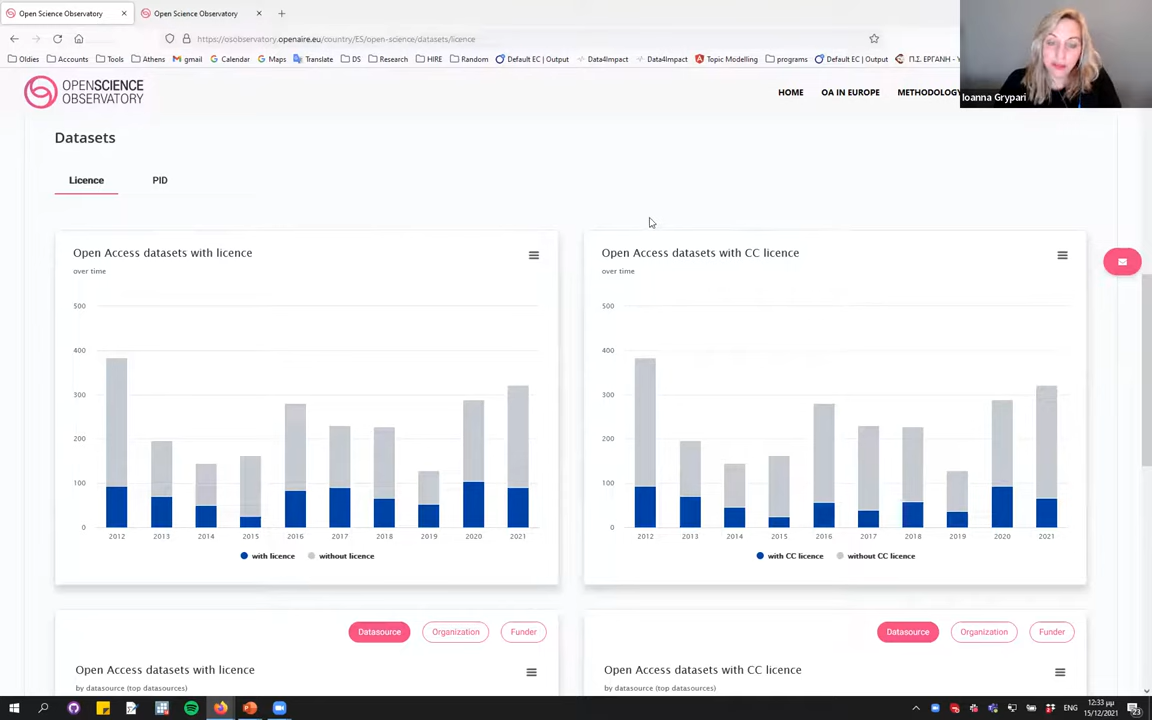 Open Science Observatory
Open Science Observatory
https://osobservatory.openaire.eu/country/ES/open-science/datasets/licence
Oldies Accounts Tools Athens gmail Calendar Maps Translate DS Research HIRE Random Default EC | Output Data4Impact Data4Impact Topic Modelling programs Default EC | Output Π.Σ. ΕΡΓΑΝΗ - Υ
OPENSCIENCE
OBSERVATORY
HOME OA IN EUROPE METHODOLOGY
Ioanna Grypari
Datasets
Licence PID
Open Access datasets with licence
over time
500
400
300
200
100
0
2012 2013 2014 2015 2016 2017 2018 2019 2020 2021
with licence without licence
Open Access datasets with CC licence
over time
500
400
300
200
100
0
2012 2013 2014 2015 2016 2017 2018 2019 2020 2021
with CC licence without CC licence
Datasource Organization Funder
Open Access datasets with licence
by datasource (top datasources)
Datasource Organization Funder
Open Access datasets with CC licence
by datasource (top datasources)
ENG
12:33 μμ
15/12/2021
23